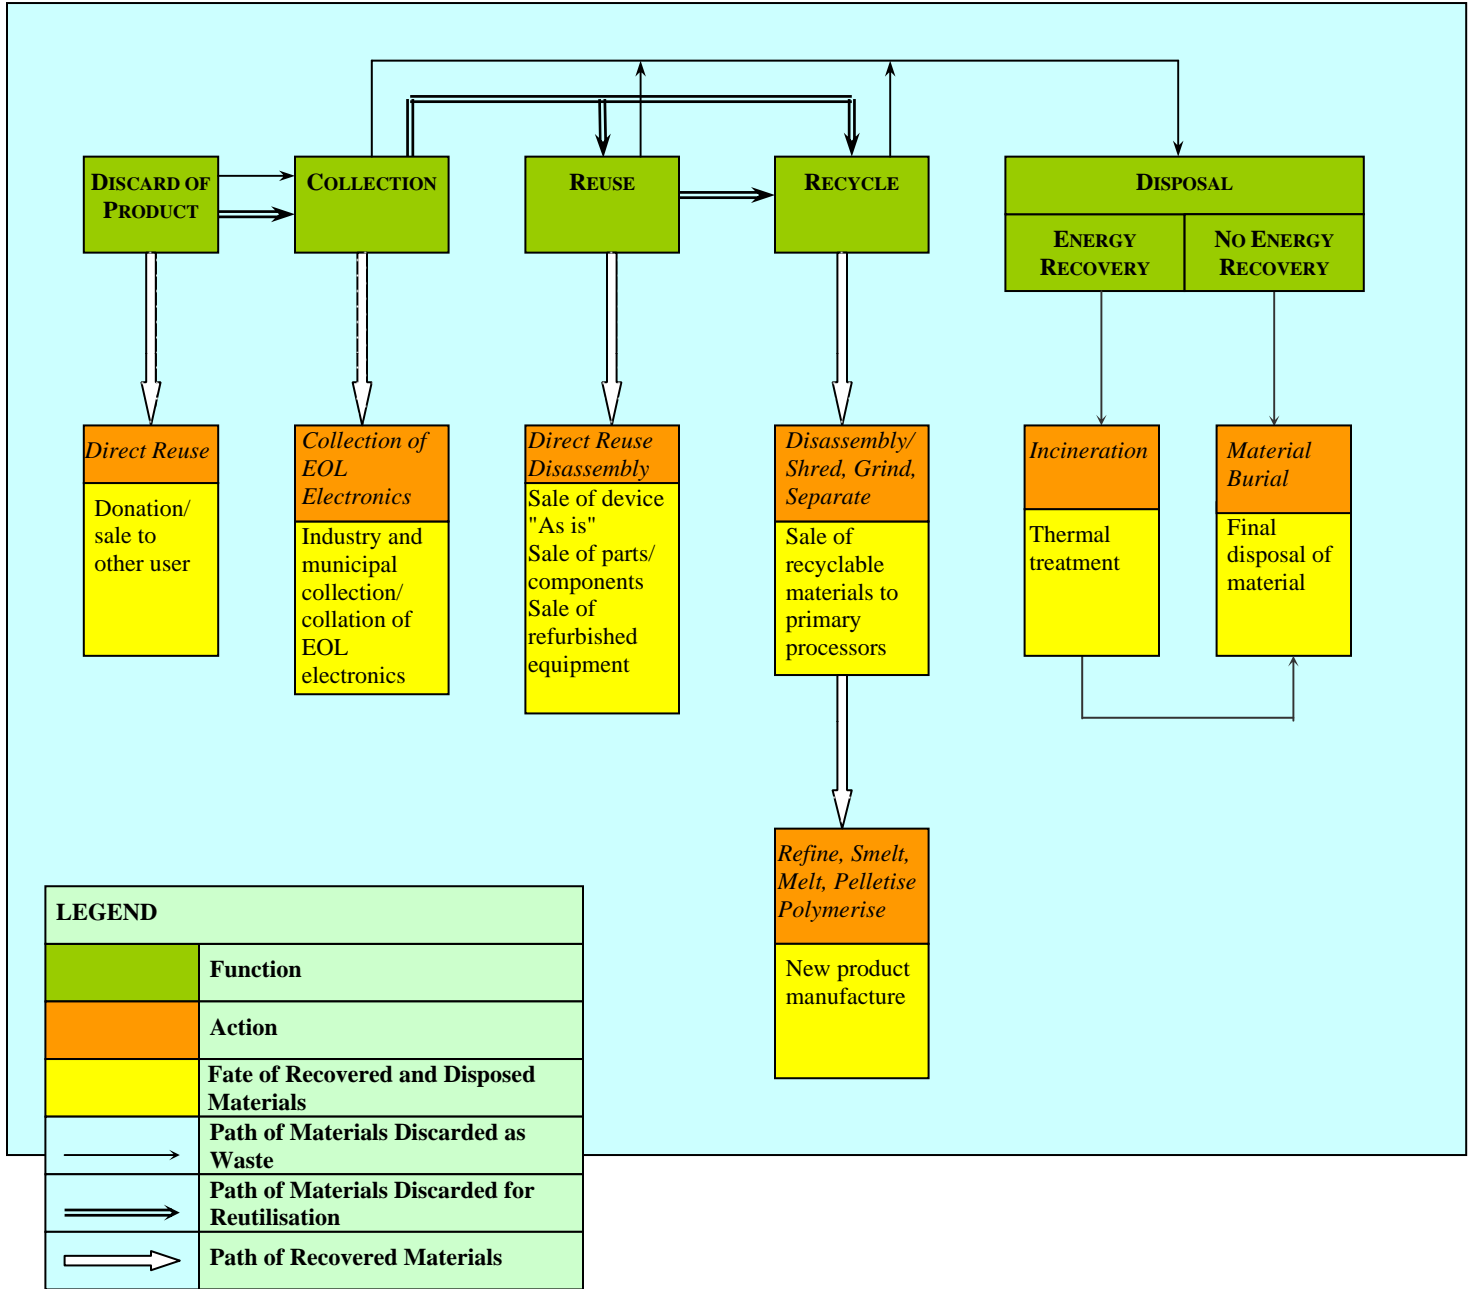 DISCARD OF
PRODUCT
COLLECTION
REUSE
RECYCLE
DISPOSAL
ENERGY
RECOVERY
NO ENERGY
RECOVERY
Direct Reuse
Donation/
sale to
other user
Collection of
EOL
Electronics
Industry and
municipal
collection/
collation of
EOL
electronics
Direct Reuse
Disassembly
Sale of device
"As is"
Sale of parts/
components
Sale of
refurbished
equipment
Disassembly/
Shred, Grind,
Separate
Sale of
recyclable
materials to
primary
processors
Incineration
Thermal
treatment
Material
Burial
Final
disposal of
material
Refine, Smelt,
Melt, Pelletise
Polymerise
New product
manufacture
LEGEND
Function
Action
Fate of Recovered and Disposed
Materials
Path of Materials Discarded as
Waste
Path of Materials Discarded for
Reutilisation
Path of Recovered Materials